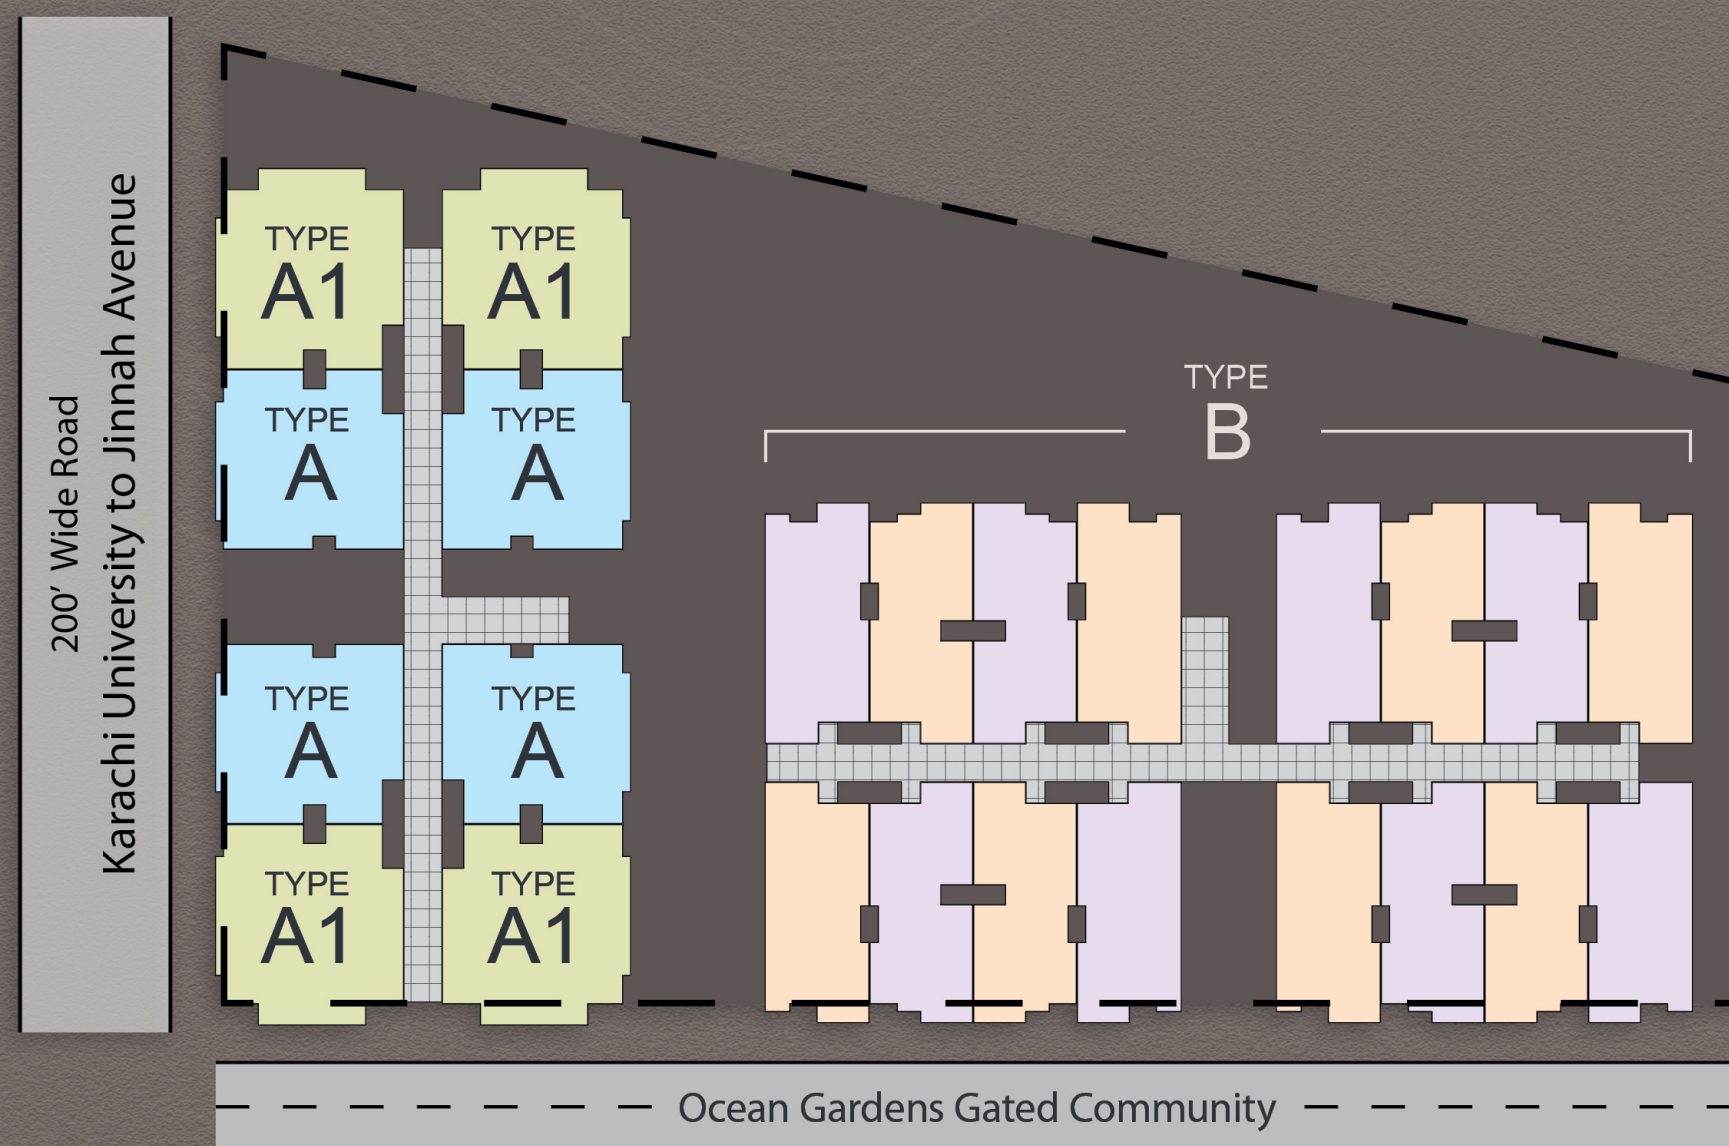 200' Wide Road
Karachi University to Jinnah Avenue
TYPE
A1
TYPE
A1
TYPE
A
TYPE
A
TYPE
B
TYPE
A
TYPE
A
TYPE
A1
TYPE
A1
Ocean Gardens Gated Community